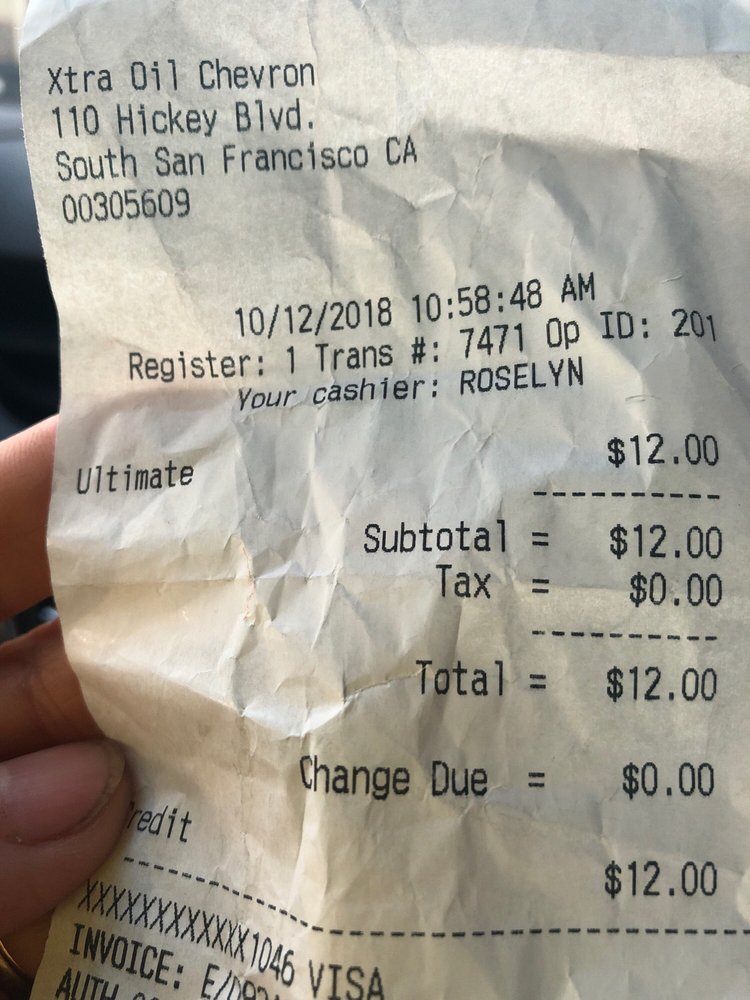 Xtra Oil Chevron
110 Hickey Blvd.
South San Francisco CA
00305609
10/12/2018 10:58:48 AM
Register: 1 Trans #: 7471 Op ID: 201
Your cashier: ROSELYN
Ultimate $12.00
----------
Subtotal = $12.00
Tax = $0.00
----------
Total = $12.00
Change Due = $0.00
redit $12.00
XXXXXXXXXXXX1046 VISA
INVOICE:
AUTH